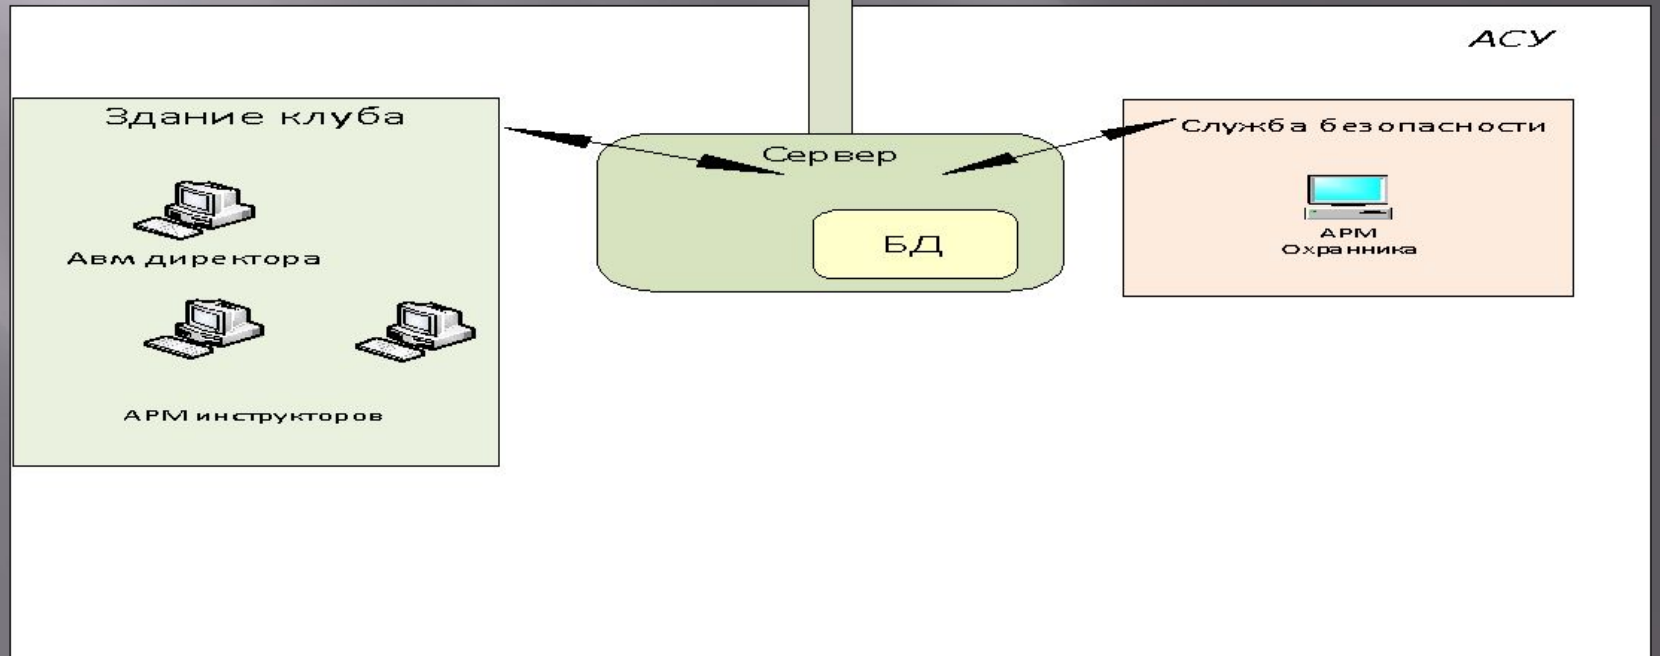 АСУ
Здание клуба
Авм директора
АРМ инструкторов
Сервер
БД
Служба безопасности
АРМ
Охранника